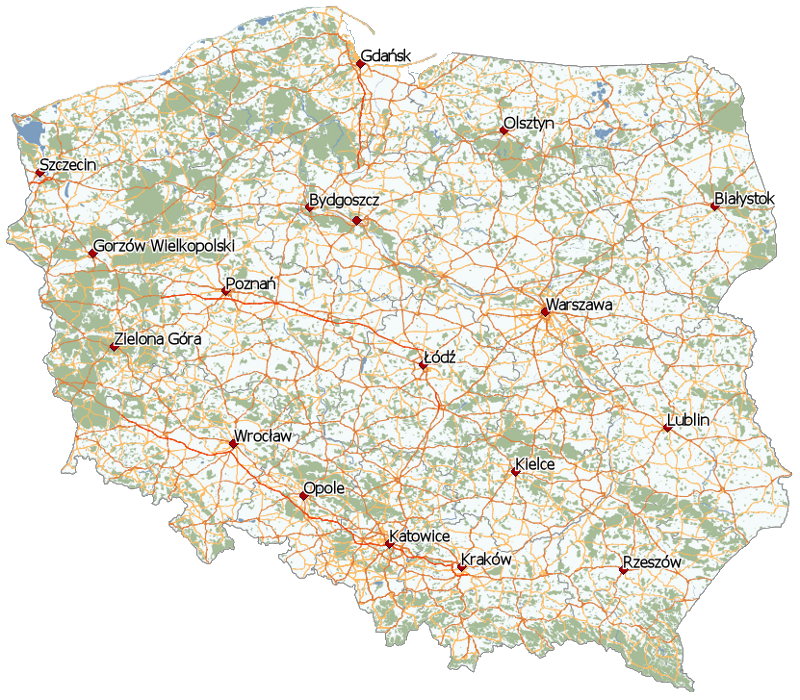 Gdańsk
Olsztyn
Szczecin
Bydgoszcz
Białystok
Gorzów Wielkopolski
Poznań
Warszawa
Zielona Góra
Łódź
Lublin
Wrocław
Kielce
Opole
Katowice
Kraków
Rzeszów